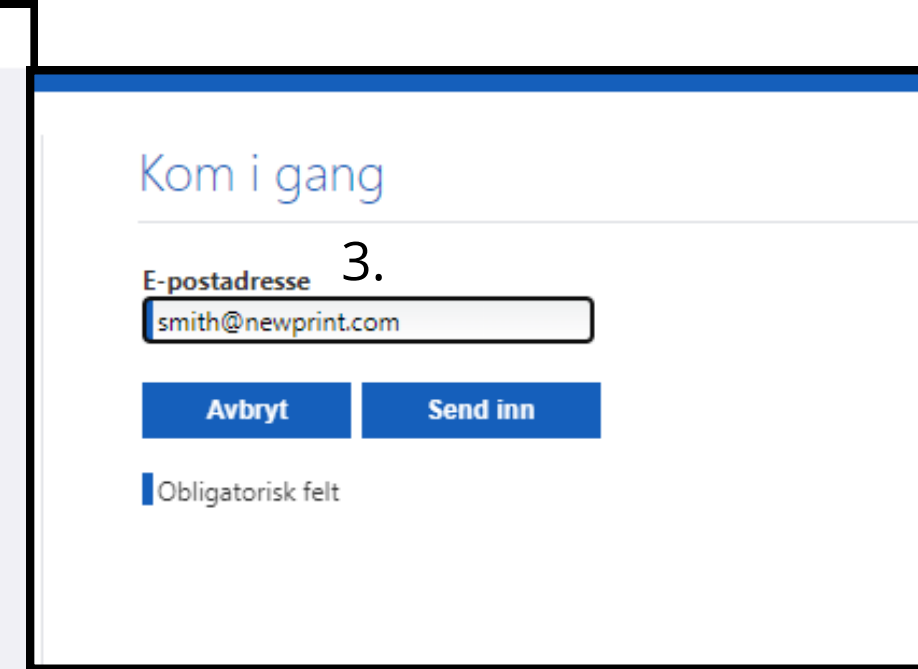 Kom i gang
3.
E-postadresse
smith@newprint.com
Avbryt
Send inn
Obligatorisk felt